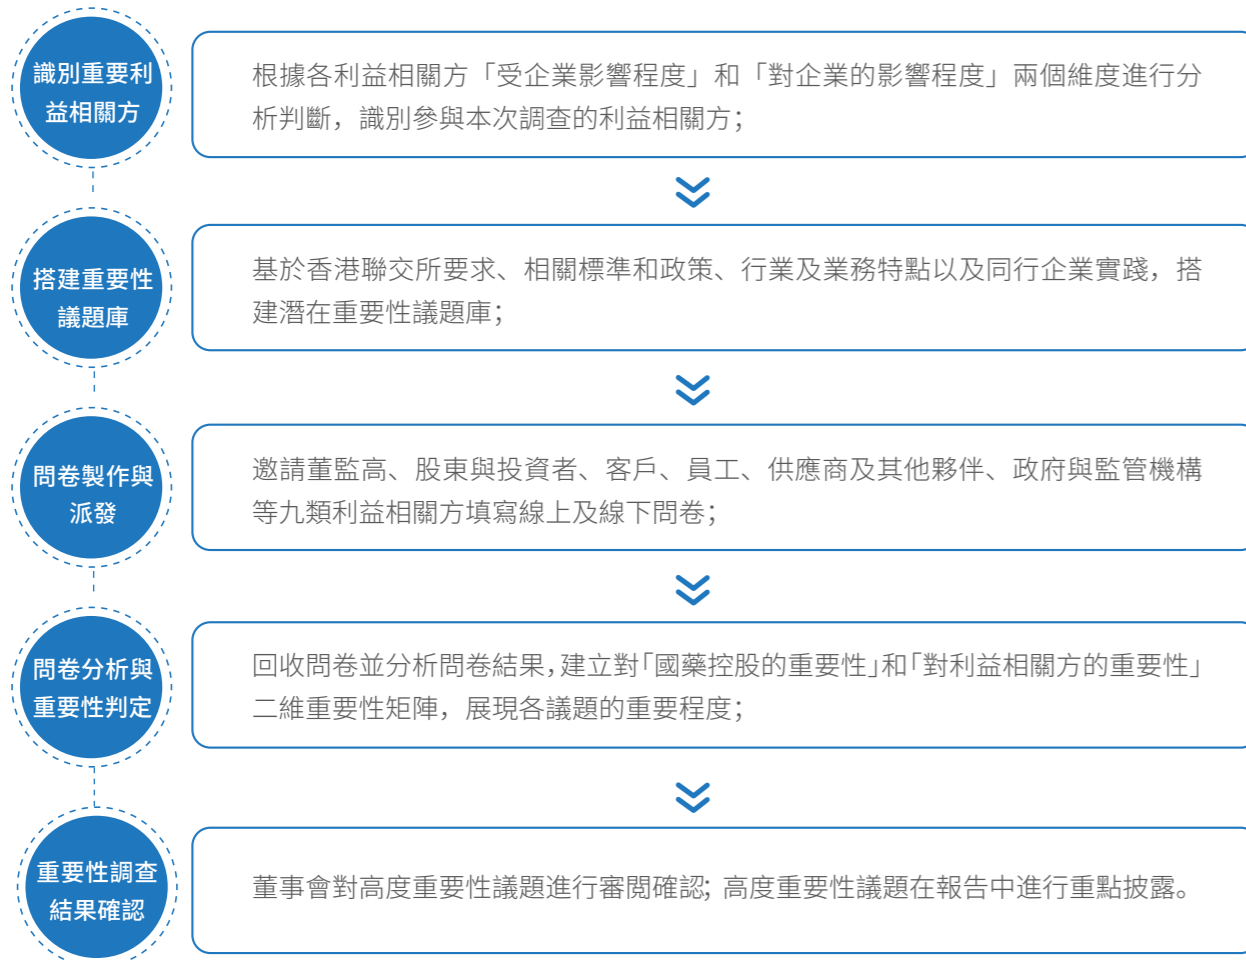 識別重要利
益相關方
根據各利益相關方「受企業影響程度」和「對企業的影響程度」兩個維度進行分
析判斷，識別參與本次調查的利益相關方；
搭建重要性
議題庫
基於香港聯交所要求、相關標準和政策、行業及業務特點以及同行企業實踐，搭
建潛在重要性議題庫；
問卷製作與
派發
邀請董監高、股東與投資者、客戶、員工、供應商及其他夥伴、政府與監管機構
等九類利益相關方填寫線上及線下問卷；
問卷分析與
重要性判定
回收問卷並分析問卷結果，建立對「國藥控股的重要性」和「對利益相關方的重要性」
二維重要性矩陣，展現各議題的重要程度；
重要性調查
結果確認
董事會對高度重要性議題進行審閱確認；高度重要性議題在報告中進行重點披露。